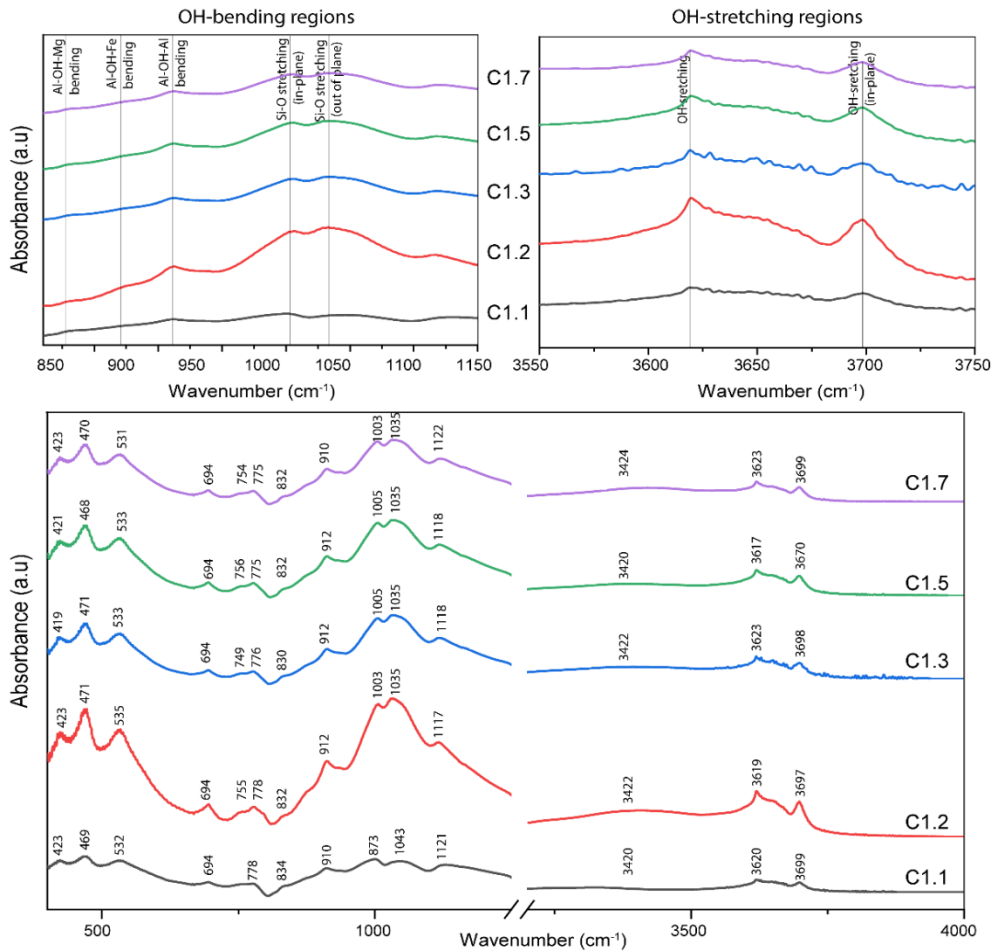 OH-bending regions
OH-stretching regions
Absorbance (a.u)
Al-OH-Mg
bending
Al-OH-Fe
bending
Al-OH-Al
bending
Si-O stretching
(in-plane)
Si-O stretching
(out of plane)
OH-sretching
OH-sretching
(in-plane)
C1.7
C1.5
C1.3
C1.2
C1.1
850 900 950 1000 1050 1100 1150
Wavenumber (cm⁻¹)
3550 3600 3650 3700 3750
Wavenumber (cm⁻¹)
Absorbance (a.u)
423 470 531 694 754 775 832 910 1003 1035 1122 3424 3623 3699
C1.7
421 468 533 694 756 775 832 912 1005 1035 1118 3420 3617 3670
C1.5
419 471 533 694 749 776 830 912 1005 1035 1118 3422 3623 3698
C1.3
423 471 535 694 755 778 832 912 1003 1035 1117 3422 3619 3697
C1.2
423 469 532 694 778 834 910 873 1043 1121 3420 3620 3699
C1.1
500 1000 3500 4000
Wavenumber (cm⁻¹)